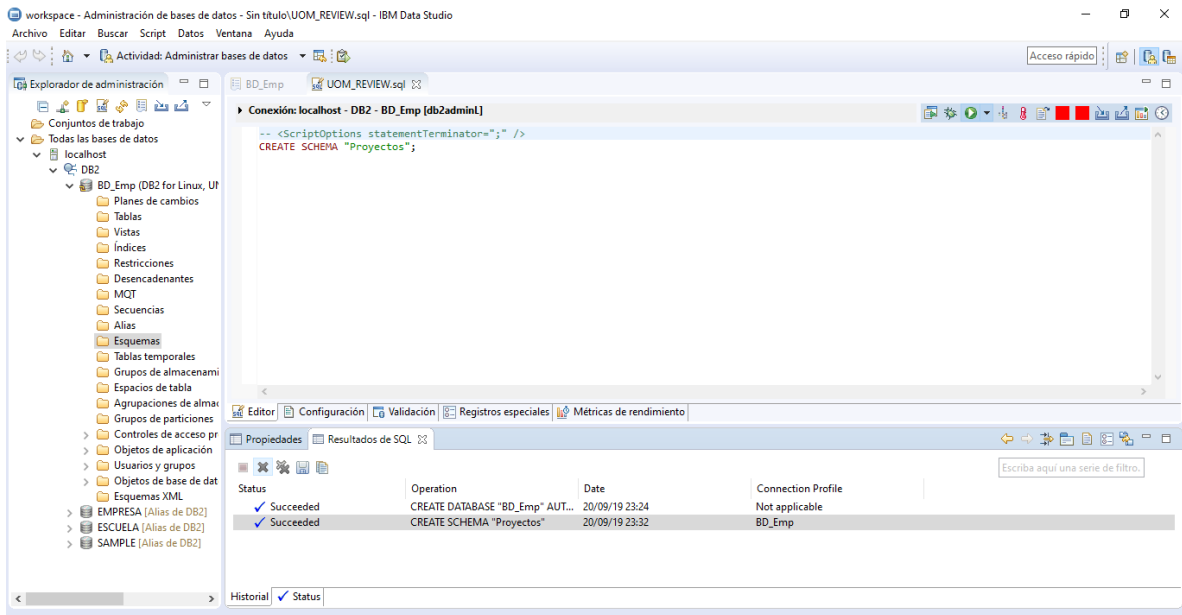 workspace - Administración de bases de datos - Sin título\UOM_REVIEW.sql - IBM Data Studio
Archivo Editar Buscar Script Datos Ventana Ayuda
Actividad: Administrar bases de datos
Acceso rápido
Explorador de administración
Conjuntos de trabajo
Todas las bases de datos
localhost
DB2
BD_Emp (DB2 for Linux, UN
Planes de cambios
Tablas
Vistas
Índices
Restricciones
Desencadenantes
MQT
Secuencias
Alias
Esquemas
Tablas temporales
Grupos de almacenami
Espacios de tabla
Agrupaciones de almac
Grupos de particiones
Controles de acceso pr
Objetos de aplicación
Usuarios y grupos
Objetos de base de dat
Esquemas XML
EMPRESA [Alias de DB2]
ESCUELA [Alias de DB2]
SAMPLE [Alias de DB2]
BD_Emp UOM_REVIEW.sql
Conexión: localhost - DB2 - BD_Emp [db2adminL]
-- <ScriptOptions statementTerminator=";" />
CREATE SCHEMA "Proyectos";
Editor Configuración Validación Registros especiales Métricas de rendimiento
Propiedades Resultados de SQL
Escriba aquí una serie de filtro.
Status Operation Date Connection Profile
Succeeded CREATE DATABASE "BD_Emp" AUT... 20/09/19 23:24 Not applicable
Succeeded CREATE SCHEMA "Proyectos" 20/09/19 23:32 BD_Emp
Historial Status